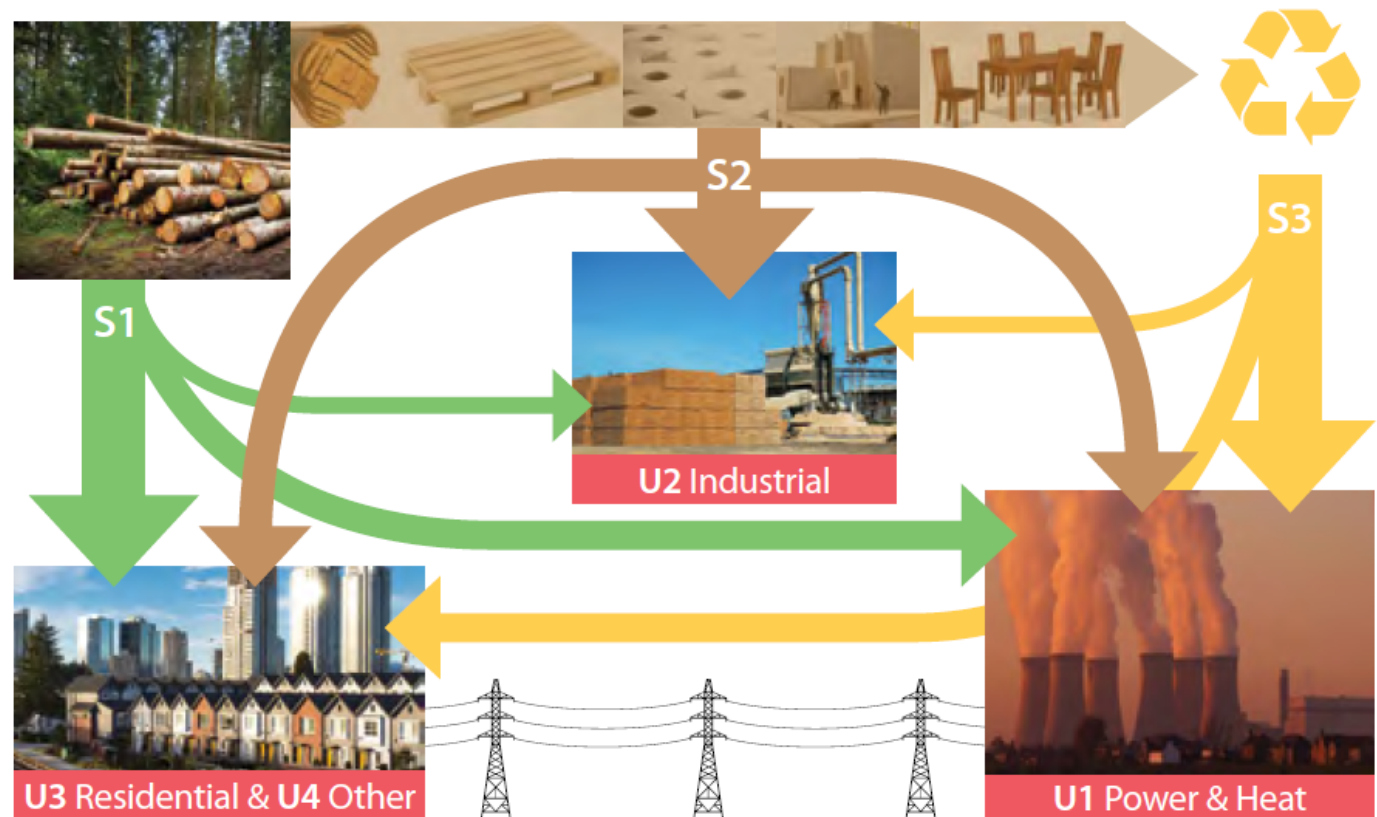 S2
S3
S1
U2 Industrial
U3 Residential & U4 Other
U1 Power & Heat